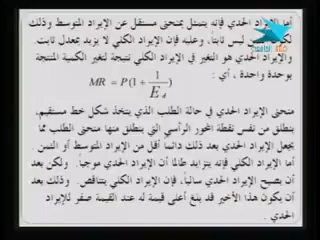 أما الإيراد الحدي فإنه يتمثل بمنحنى مستقل عن الإيراد المتوسط وذلك
ليس ثابتاً، وعليه فإن الإيراد الكلي لا يزيد بمعدل ثابت.
والإيراد الحدي هو التغير في الإيراد الكلي نتيجة لتغير الكمية المنتجة
بوحدة واحدة ، أي :
MR = P(1 + 1/E_d)
منحنى الإيراد الحدي في حالة الطلب الذي يتخذ شكل خط مستقيم،
ينطلق من نفس نقطة المحور الرأسي التي ينطلق منها منحنى الطلب مما
يجعل الإيراد الحدي بعد ذلك دائماً أقل من الإيراد المتوسط أو الثمن .
أما الإيراد الكلي فإنه يتزايد طالما أن الإيراد الحدي موجباً . ولكن بعد
أن يصبح الإيراد الحدي سالباً، فإن الإيراد الكلي يتناقص. وذلك بعد
أن يكون هذا الأخير قد بلغ أعلى قيمة له عند القيمة صفر للإيراد
الحدي .